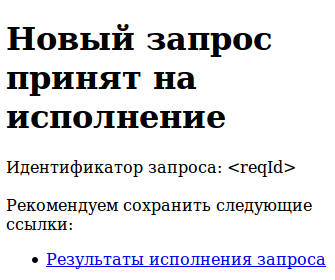 Новый запрос
принят на
исполнение
Идентификатор запроса: <reqId>
Рекомендуем сохранить следующие
ссылки:
• Результаты исполнения запроса